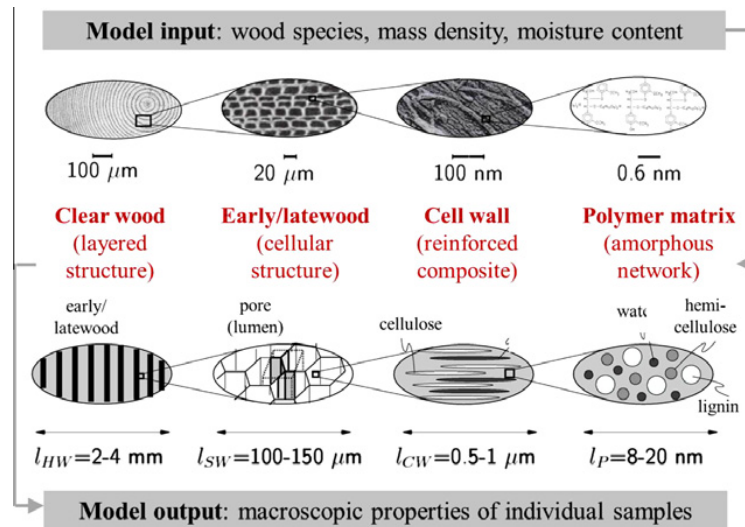 Model input: wood species, mass density, moisture content
100 μm
20 μm
100 nm
0.6 nm
Clear wood
(layered
structure)
Early/latewood
(cellular
structure)
Cell wall
(reinforced
composite)
Polymer matrix
(amorphous
network)
early/
latewood
pore
(lumen)
cellulose
hemi-
cellulose
lignin
l_HW=2-4 mm
l_SW=100-150 μm
l_CW=0.5-1 μm
l_P=8-20 nm
Model output: macroscopic properties of individual samples